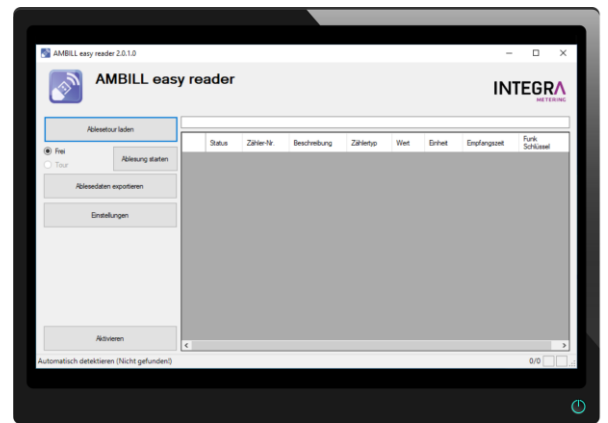 AMBILL easy reader 2.0.1.0
AMBILL easy reader
INTEGRA
METERING
Ablesetour laden
Frei
Tour
Ablesung starten
Ablesedaten exportieren
Einstellungen
Aktivieren
Status Zähler-Nr. Beschreibung Zählertyp Wert Einheit Empfangszeit Funk Schlüssel
Automatisch detektieren (Nicht gefunden!)
0/0